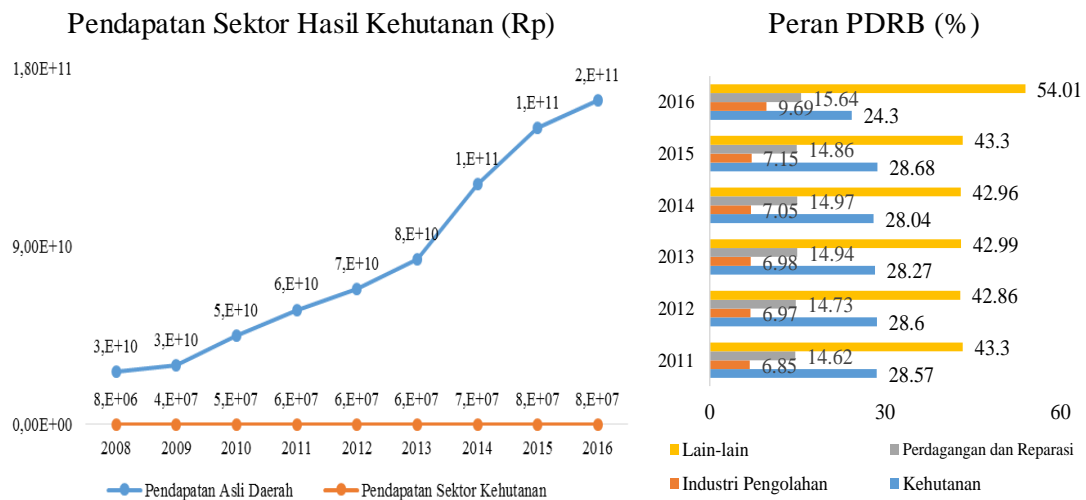 Pendapatan Sektor Hasil Kehutanan (Rp)
1,80E+11
9,00E+10
0,00E+00
3,E+10 3,E+10 5,E+10 6,E+10 7,E+10 8,E+10 1,E+11 1,E+11 2,E+11
8,E+06 4,E+07 5,E+07 6,E+07 6,E+07 6,E+07 7,E+07 8,E+07 8,E+07
2008 2009 2010 2011 2012 2013 2014 2015 2016
Pendapatan Asli Daerah Pendapatan Sektor Kehutanan
Peran PDRB (%)
2016 54.01 15.64 9.69 24.3
2015 43.3 14.86 7.15 28.68
2014 42.96 14.97 7.05 28.04
2013 42.99 14.94 6.98 28.27
2012 42.86 14.73 6.97 28.6
2011 43.3 14.62 6.85 28.57
0 30 60
Lain-lain Perdagangan dan Reparasi
Industri Pengolahan Kehutanan